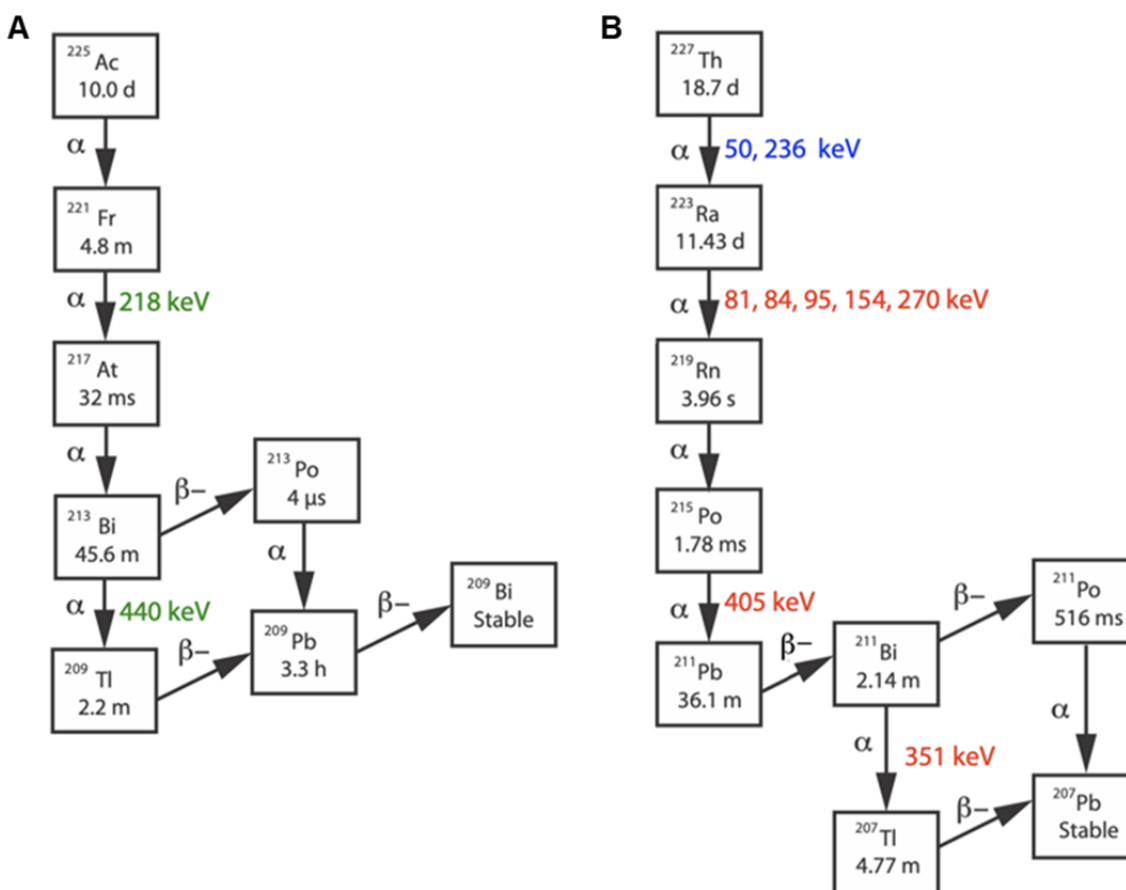 A
²²⁵Ac
10.0 d
α
²²¹Fr
4.8 m
α 218 keV
²¹⁷At
32 ms
α
²¹³Bi
45.6 m
β−
²¹³Po
4 µs
α
α 440 keV
²⁰⁹Tl
2.2 m
β−
²⁰⁹Pb
3.3 h
β−
²⁰⁹Bi
Stable
B
²²⁷Th
18.7 d
α 50, 236 keV
²²³Ra
11.43 d
α 81, 84, 95, 154, 270 keV
²¹⁹Rn
3.96 s
α
²¹⁵Po
1.78 ms
α 405 keV
²¹¹Pb
36.1 m
β−
²¹¹Bi
2.14 m
β−
²¹¹Po
516 ms
α
α 351 keV
²⁰⁷Tl
4.77 m
β−
²⁰⁷Pb
Stable